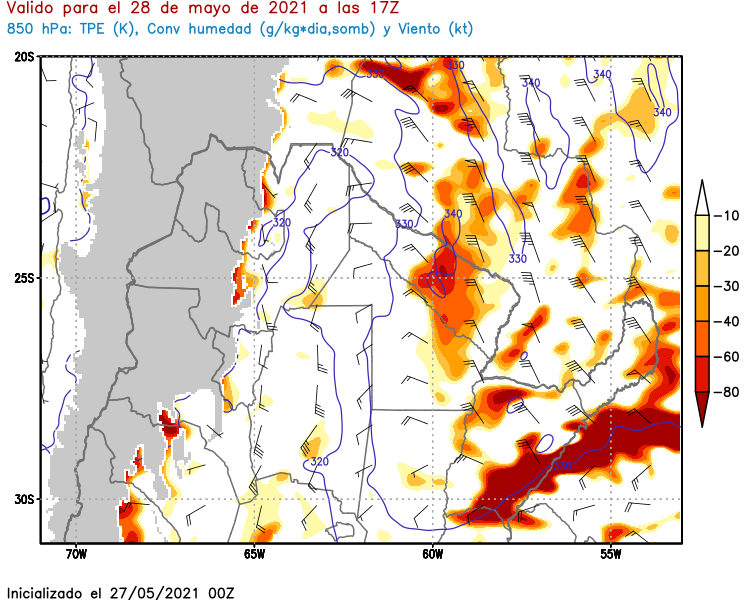 Valido para el 28 de mayo de 2021 a las 17Z
850 hPa: TPE (K), Conv humedad (g/kg*dia,somb) y Viento (kt)
20S
330
330
340
340
340
320
-10
340
320
330
-20
330
25S
-30
-40
-60
-80
320
330
30S
70W
65W
60W
55W
Inicializado el 27/05/2021 00Z